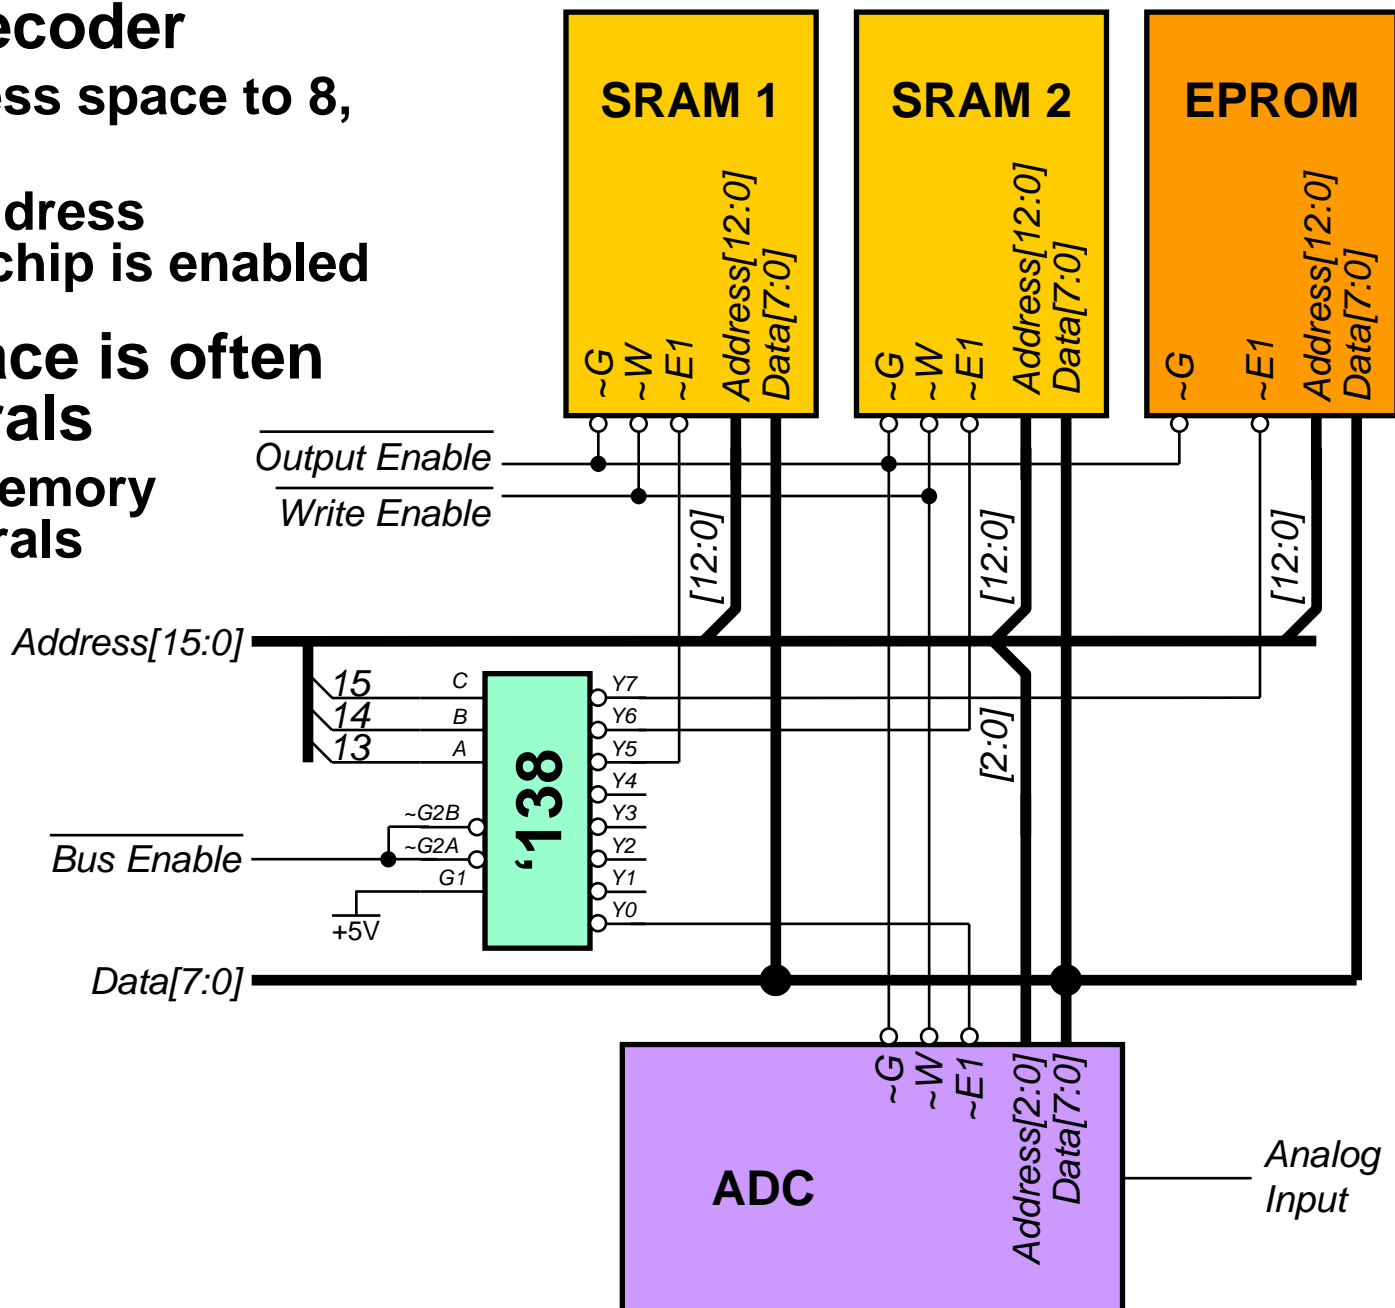 ecoder
ess space to 8,
dress
chip is enabled
ace is often
rals
emory
rals
SRAM 1
~G
~W
~E1
Address[12:0]
Data[7:0]
SRAM 2
~G
~W
~E1
Address[12:0]
Data[7:0]
EPROM
~G
~E1
Address[12:0]
Data[7:0]
Output Enable
Write Enable
[12:0]
[12:0]
[12:0]
Address[15:0]
15
14
13
C
B
A
~G2B
~G2A
G1
‘138
Y7
Y6
Y5
Y4
Y3
Y2
Y1
Y0
[2:0]
Bus Enable
+5V
Data[7:0]
~G
~W
~E1
Address[2:0]
Data[7:0]
ADC
Analog
Input